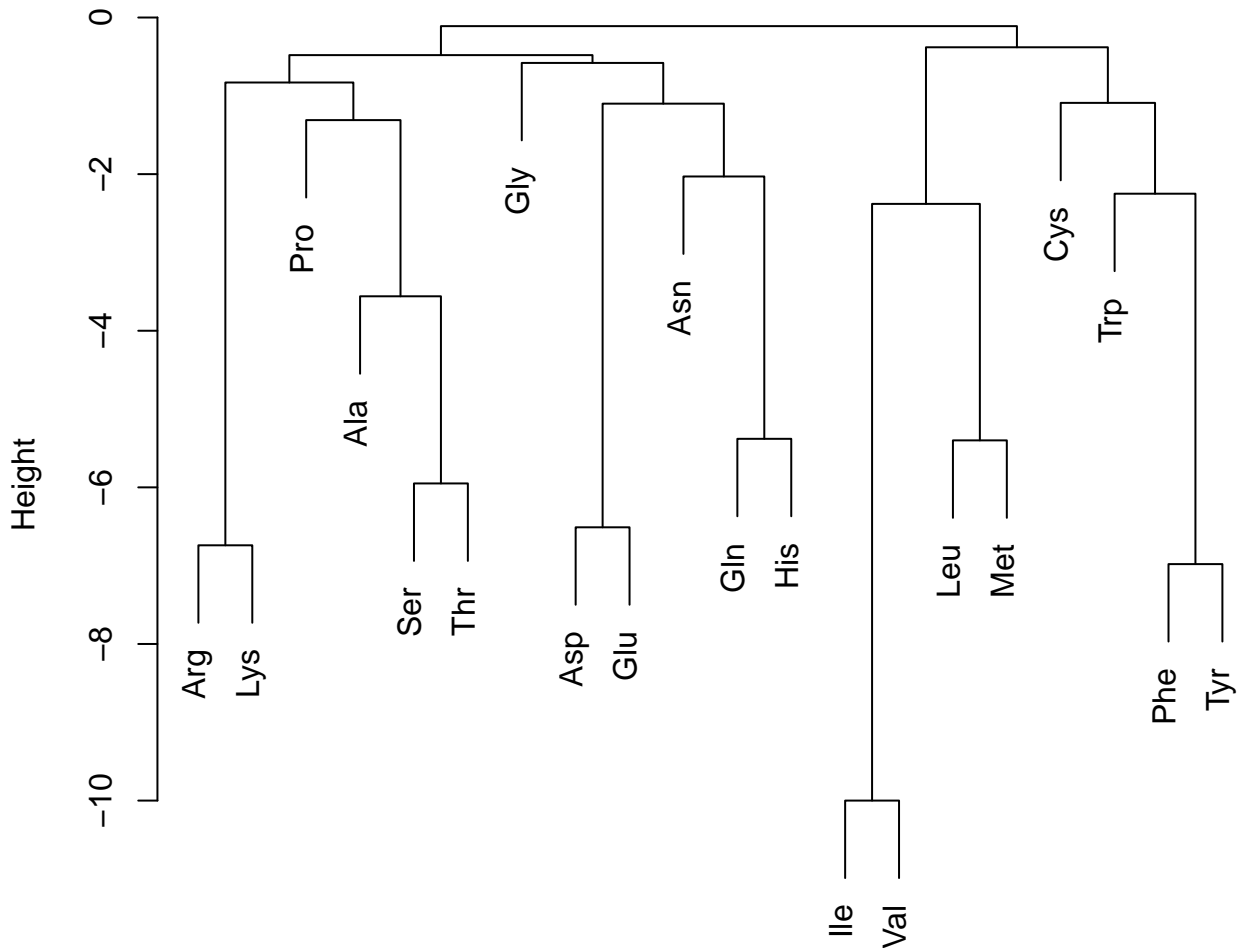 Height
0
−2
−4
−6
−8
−10
Arg
Lys
Pro
Ala
Ser
Thr
Gly
Asp
Glu
Asn
Gln
His
Ile
Val
Leu
Met
Cys
Trp
Phe
Tyr